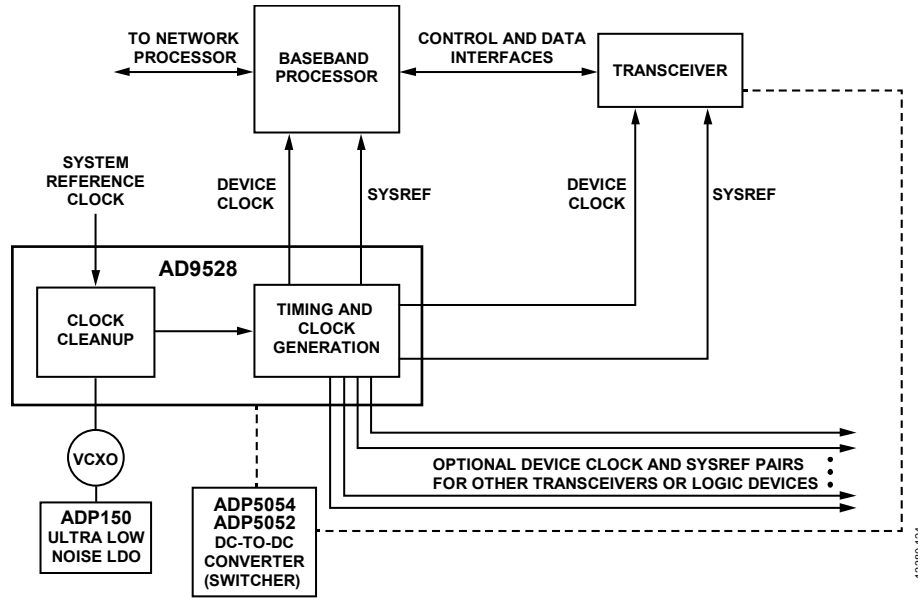 TO NETWORK
PROCESSOR
BASEBAND
PROCESSOR
CONTROL AND DATA
INTERFACES
TRANSCEIVER
SYSTEM
REFERENCE
CLOCK
DEVICE
CLOCK
SYSREF
DEVICE
CLOCK
SYSREF
AD9528
CLOCK
CLEANUP
TIMING AND
CLOCK
GENERATION
VCXO
OPTIONAL DEVICE CLOCK AND SYSREF PAIRS
FOR OTHER TRANSCEIVERS OR LOGIC DEVICES
ADP150
ULTRA LOW
NOISE LDO
ADP5054
ADP5052
DC-TO-DC
CONVERTER
(SWITCHER)